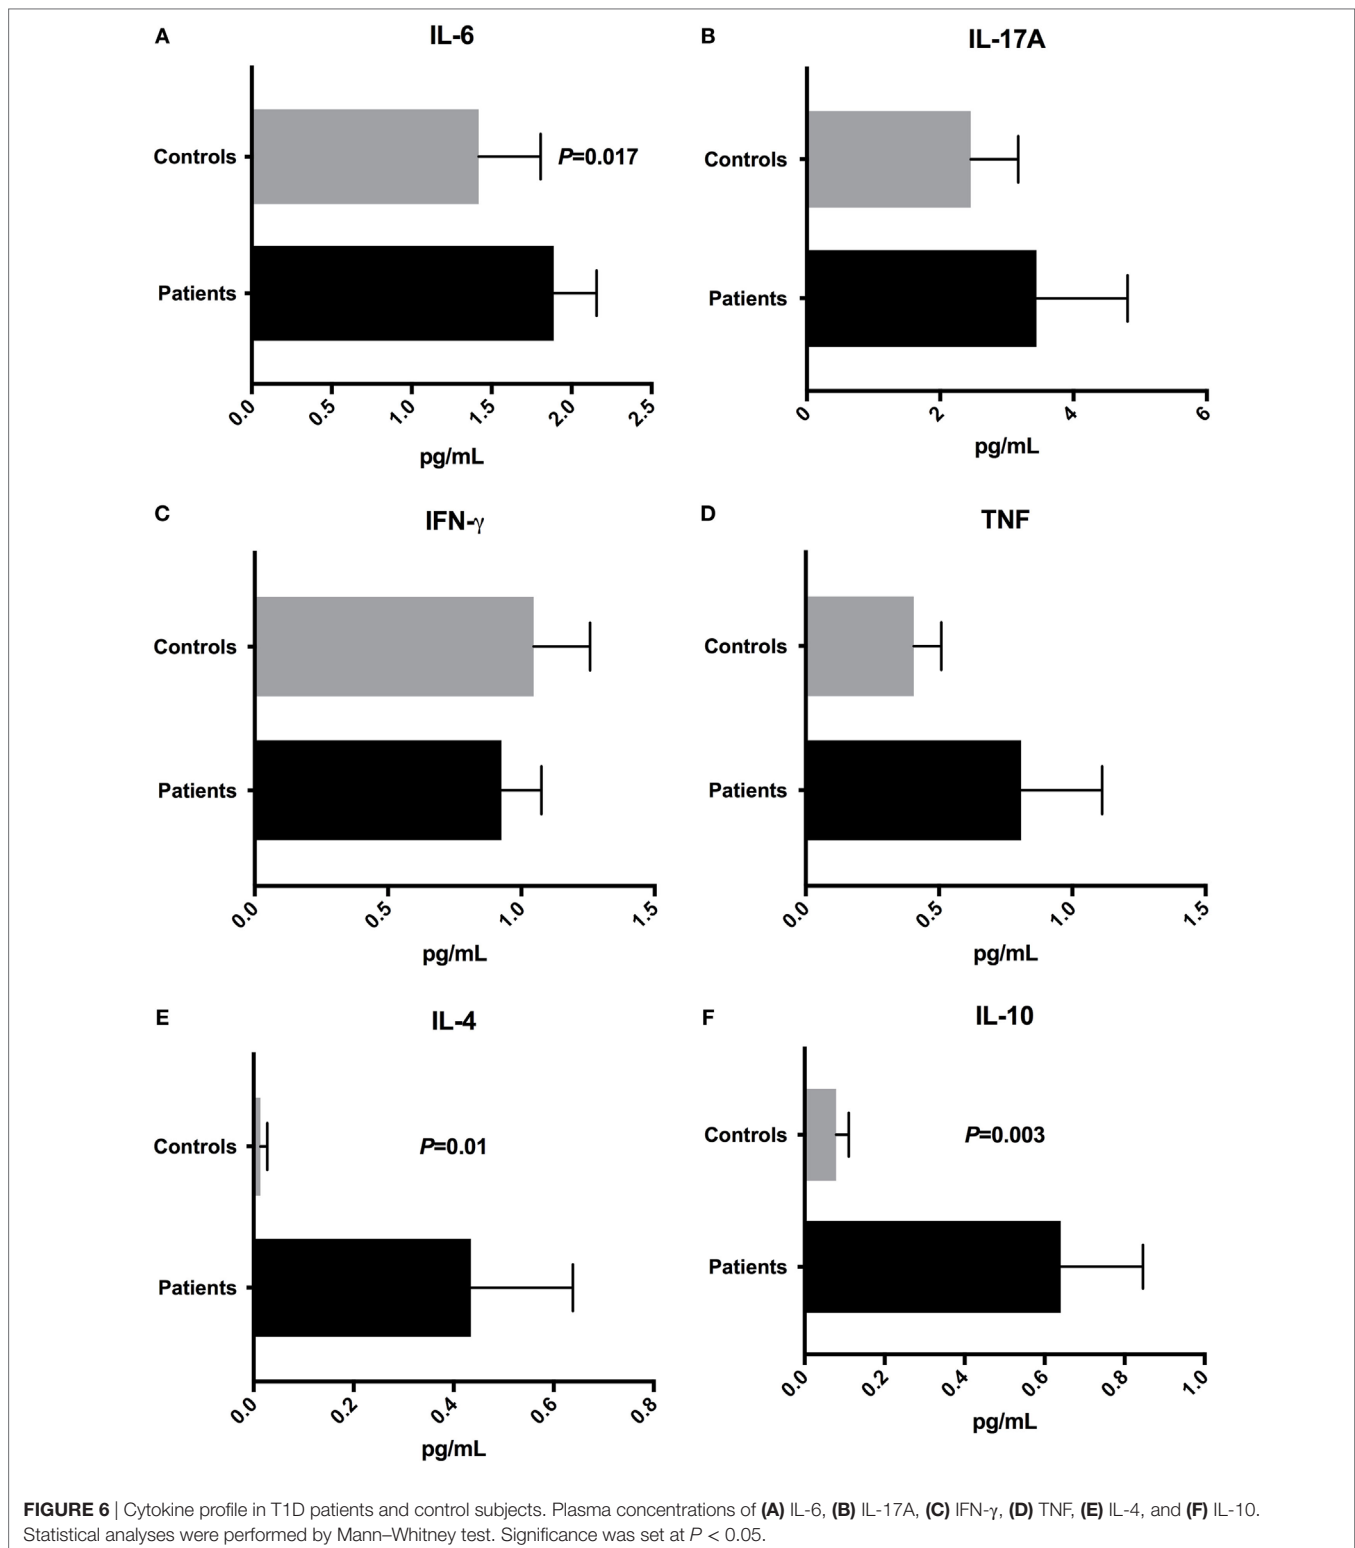 A
IL-6
Controls
P=0.017
Patients
0.0 0.5 1.0 1.5 2.0 2.5
pg/mL
B
IL-17A
Controls
Patients
0 2 4 6
pg/mL
C
IFN-γ
Controls
Patients
0.0 0.5 1.0 1.5
pg/mL
D
TNF
Controls
Patients
0.0 0.5 1.0 1.5
pg/mL
E
IL-4
Controls
P=0.01
Patients
0.0 0.2 0.4 0.6 0.8
pg/mL
F
IL-10
Controls
P=0.003
Patients
0.0 0.2 0.4 0.6 0.8 1.0
pg/mL
FIGURE 6 | Cytokine profile in T1D patients and control subjects. Plasma concentrations of (A) IL-6, (B) IL-17A, (C) IFN-γ, (D) TNF, (E) IL-4, and (F) IL-10.
Statistical analyses were performed by Mann–Whitney test. Significance was set at P < 0.05.